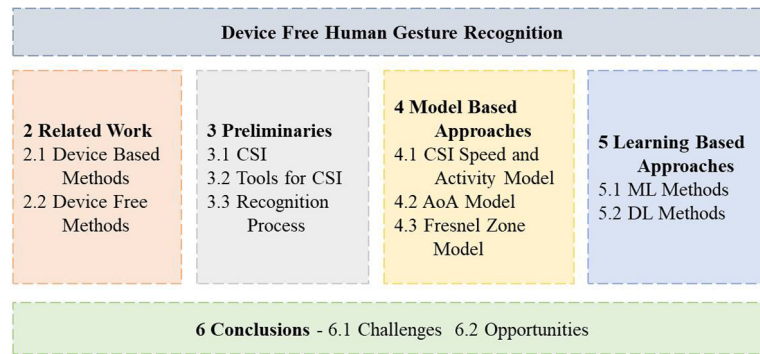 Device Free Human Gesture Recognition
2 Related Work
2.1 Device Based
Methods
2.2 Device Free
Methods
3 Preliminaries
3.1 CSI
3.2 Tools for CSI
3.3 Recognition
Process
4 Model Based
Approaches
4.1 CSI Speed and
Activity Model
4.2 AoA Model
4.3 Fresnel Zone
Model
5 Learning Based
Approaches
5.1 ML Methods
5.2 DL Methods
6 Conclusions - 6.1 Challenges 6.2 Opportunities